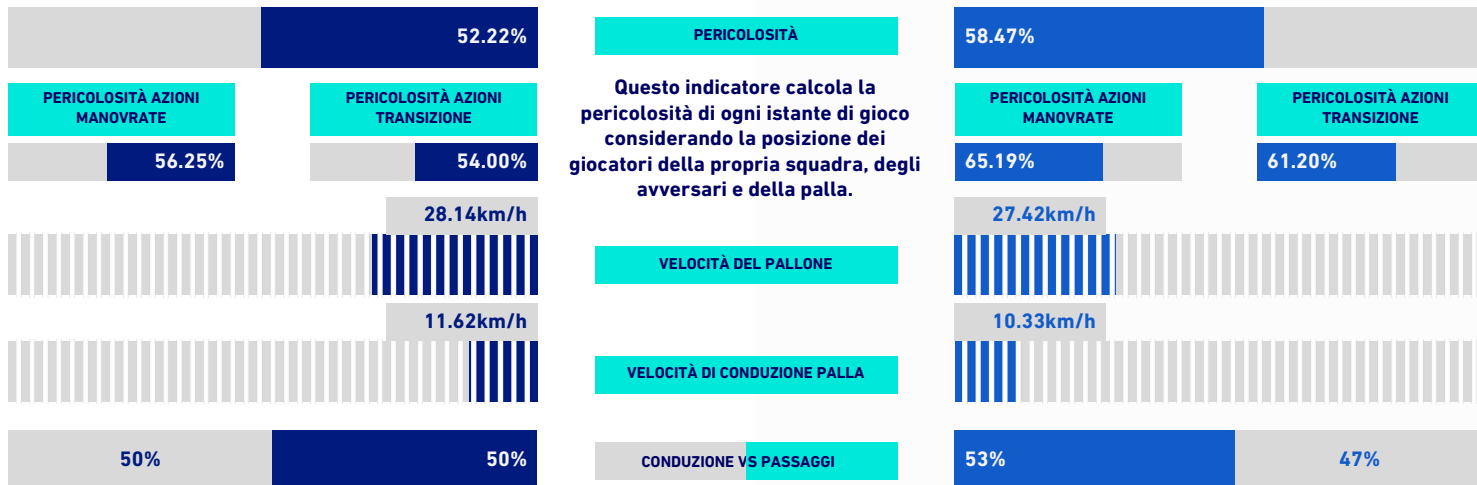 52.22%
PERICOLOSITÀ
58.47%
PERICOLOSITÀ AZIONI
MANOVRATE
PERICOLOSITÀ AZIONI
TRANSIZIONE
56.25%
54.00%
Questo indicatore calcola la
pericolosità di ogni istante di gioco
considerando la posizione dei
giocatori della propria squadra, degli
avversari e della palla.
PERICOLOSITÀ AZIONI
MANOVRATE
PERICOLOSITÀ AZIONI
TRANSIZIONE
65.19%
61.20%
28.14km/h
VELOCITÀ DEL PALLONE
27.42km/h
11.62km/h
VELOCITÀ DI CONDUZIONE PALLA
10.33km/h
50%
50%
CONDUZIONE VS PASSAGGI
53%
47%